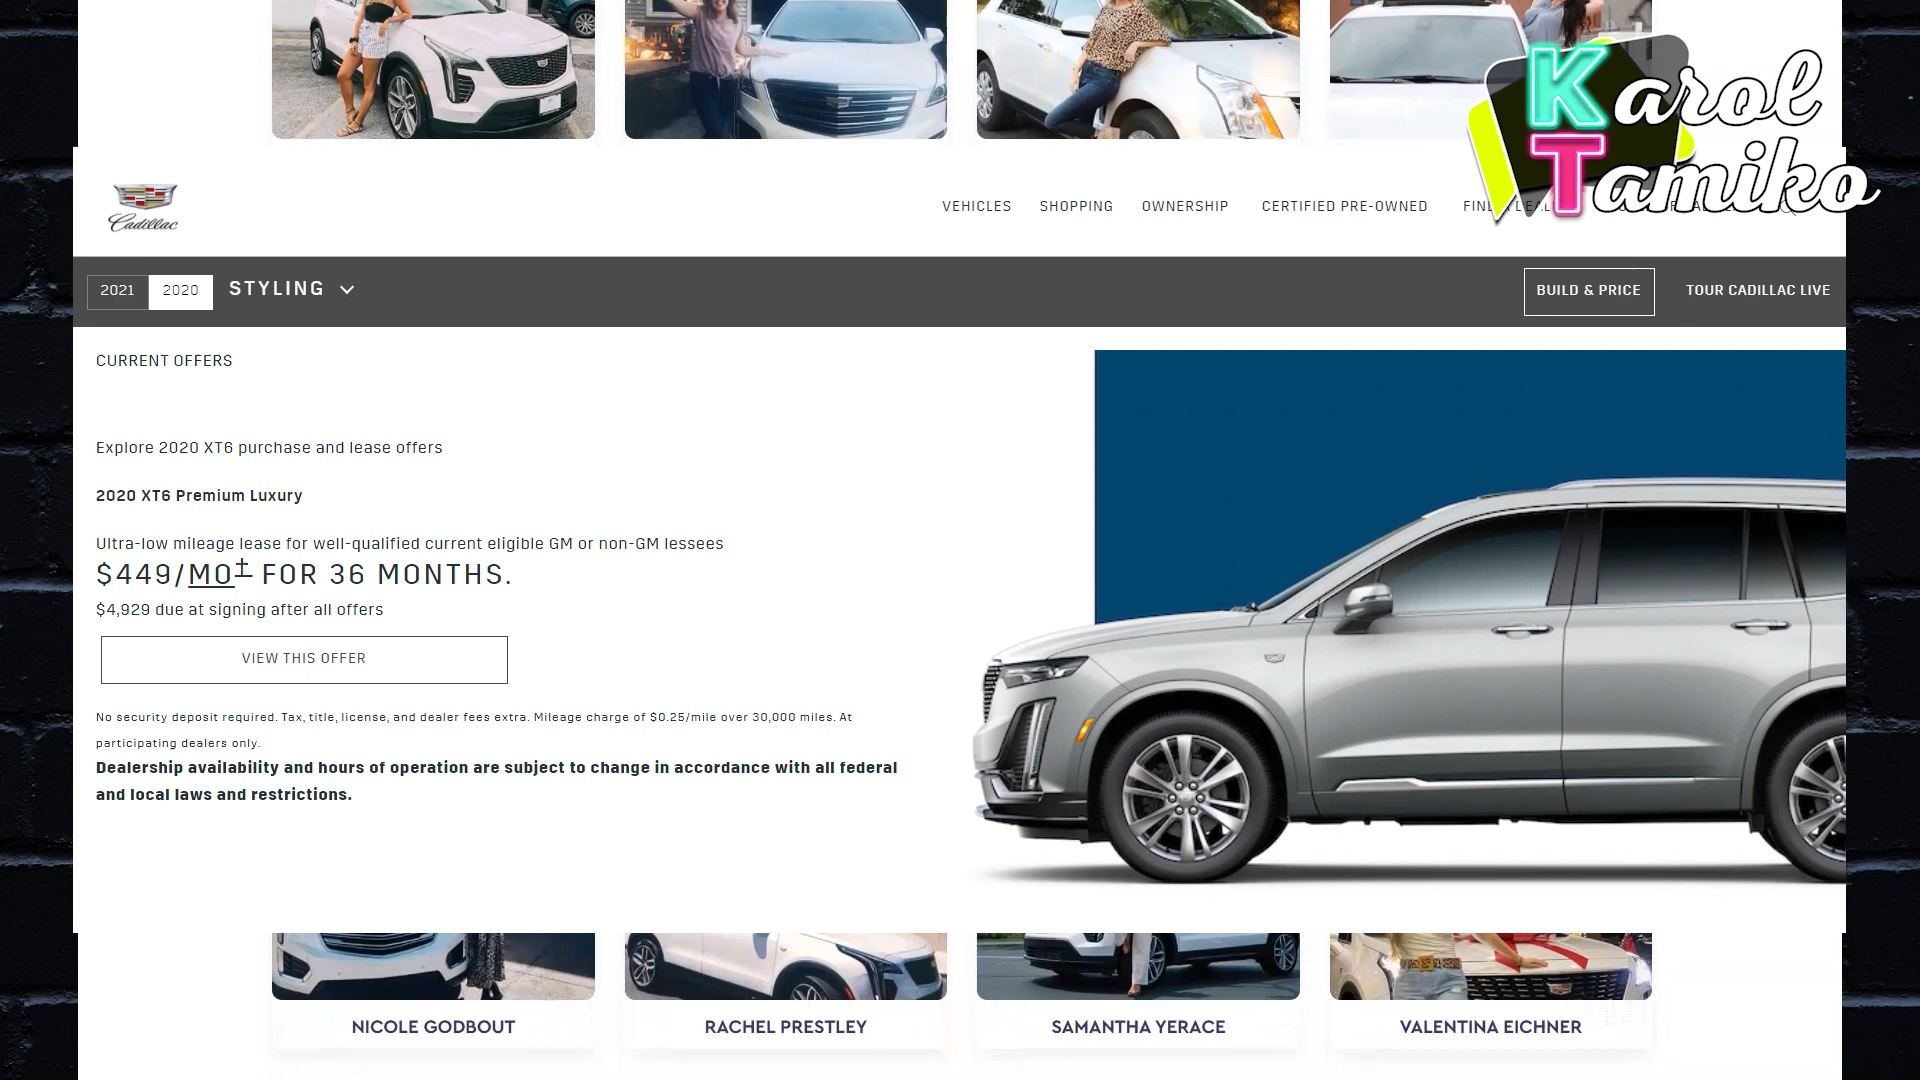 Karol
Tamiko
Cadillac
VEHICLES SHOPPING OWNERSHIP CERTIFIED PRE-OWNED
2021 2020 STYLING BUILD & PRICE TOUR CADILLAC LIVE
CURRENT OFFERS
Explore 2020 XT6 purchase and lease offers
2020 XT6 Premium Luxury
Ultra-low mileage lease for well-qualified current eligible GM or non-GM lessees
$449/MO± FOR 36 MONTHS.
$4,929 due at signing after all offers
VIEW THIS OFFER
No security deposit required. Tax, title, license, and dealer fees extra. Mileage charge of $0.25/mile over 30,000 miles. At
participating dealers only.
Dealership availability and hours of operation are subject to change in accordance with all federal
and local laws and restrictions.
NICOLE GODBOUT RACHEL PRESTLEY SAMANTHA YERACE VALENTINA EICHNER